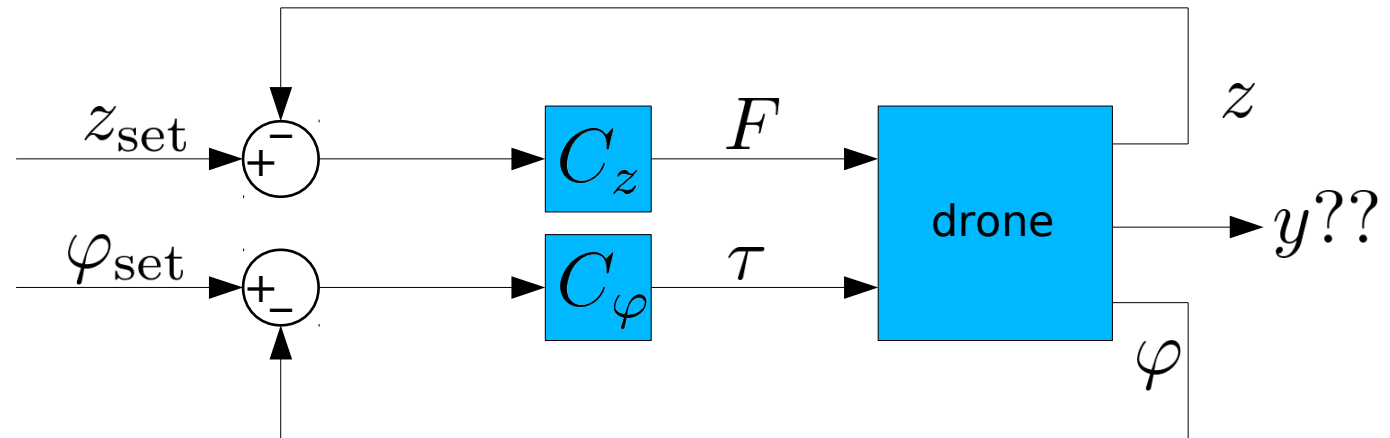 z_set
+ −
C_z
F
z
drone
y??
φ_set
+ −
C_φ
τ
φ